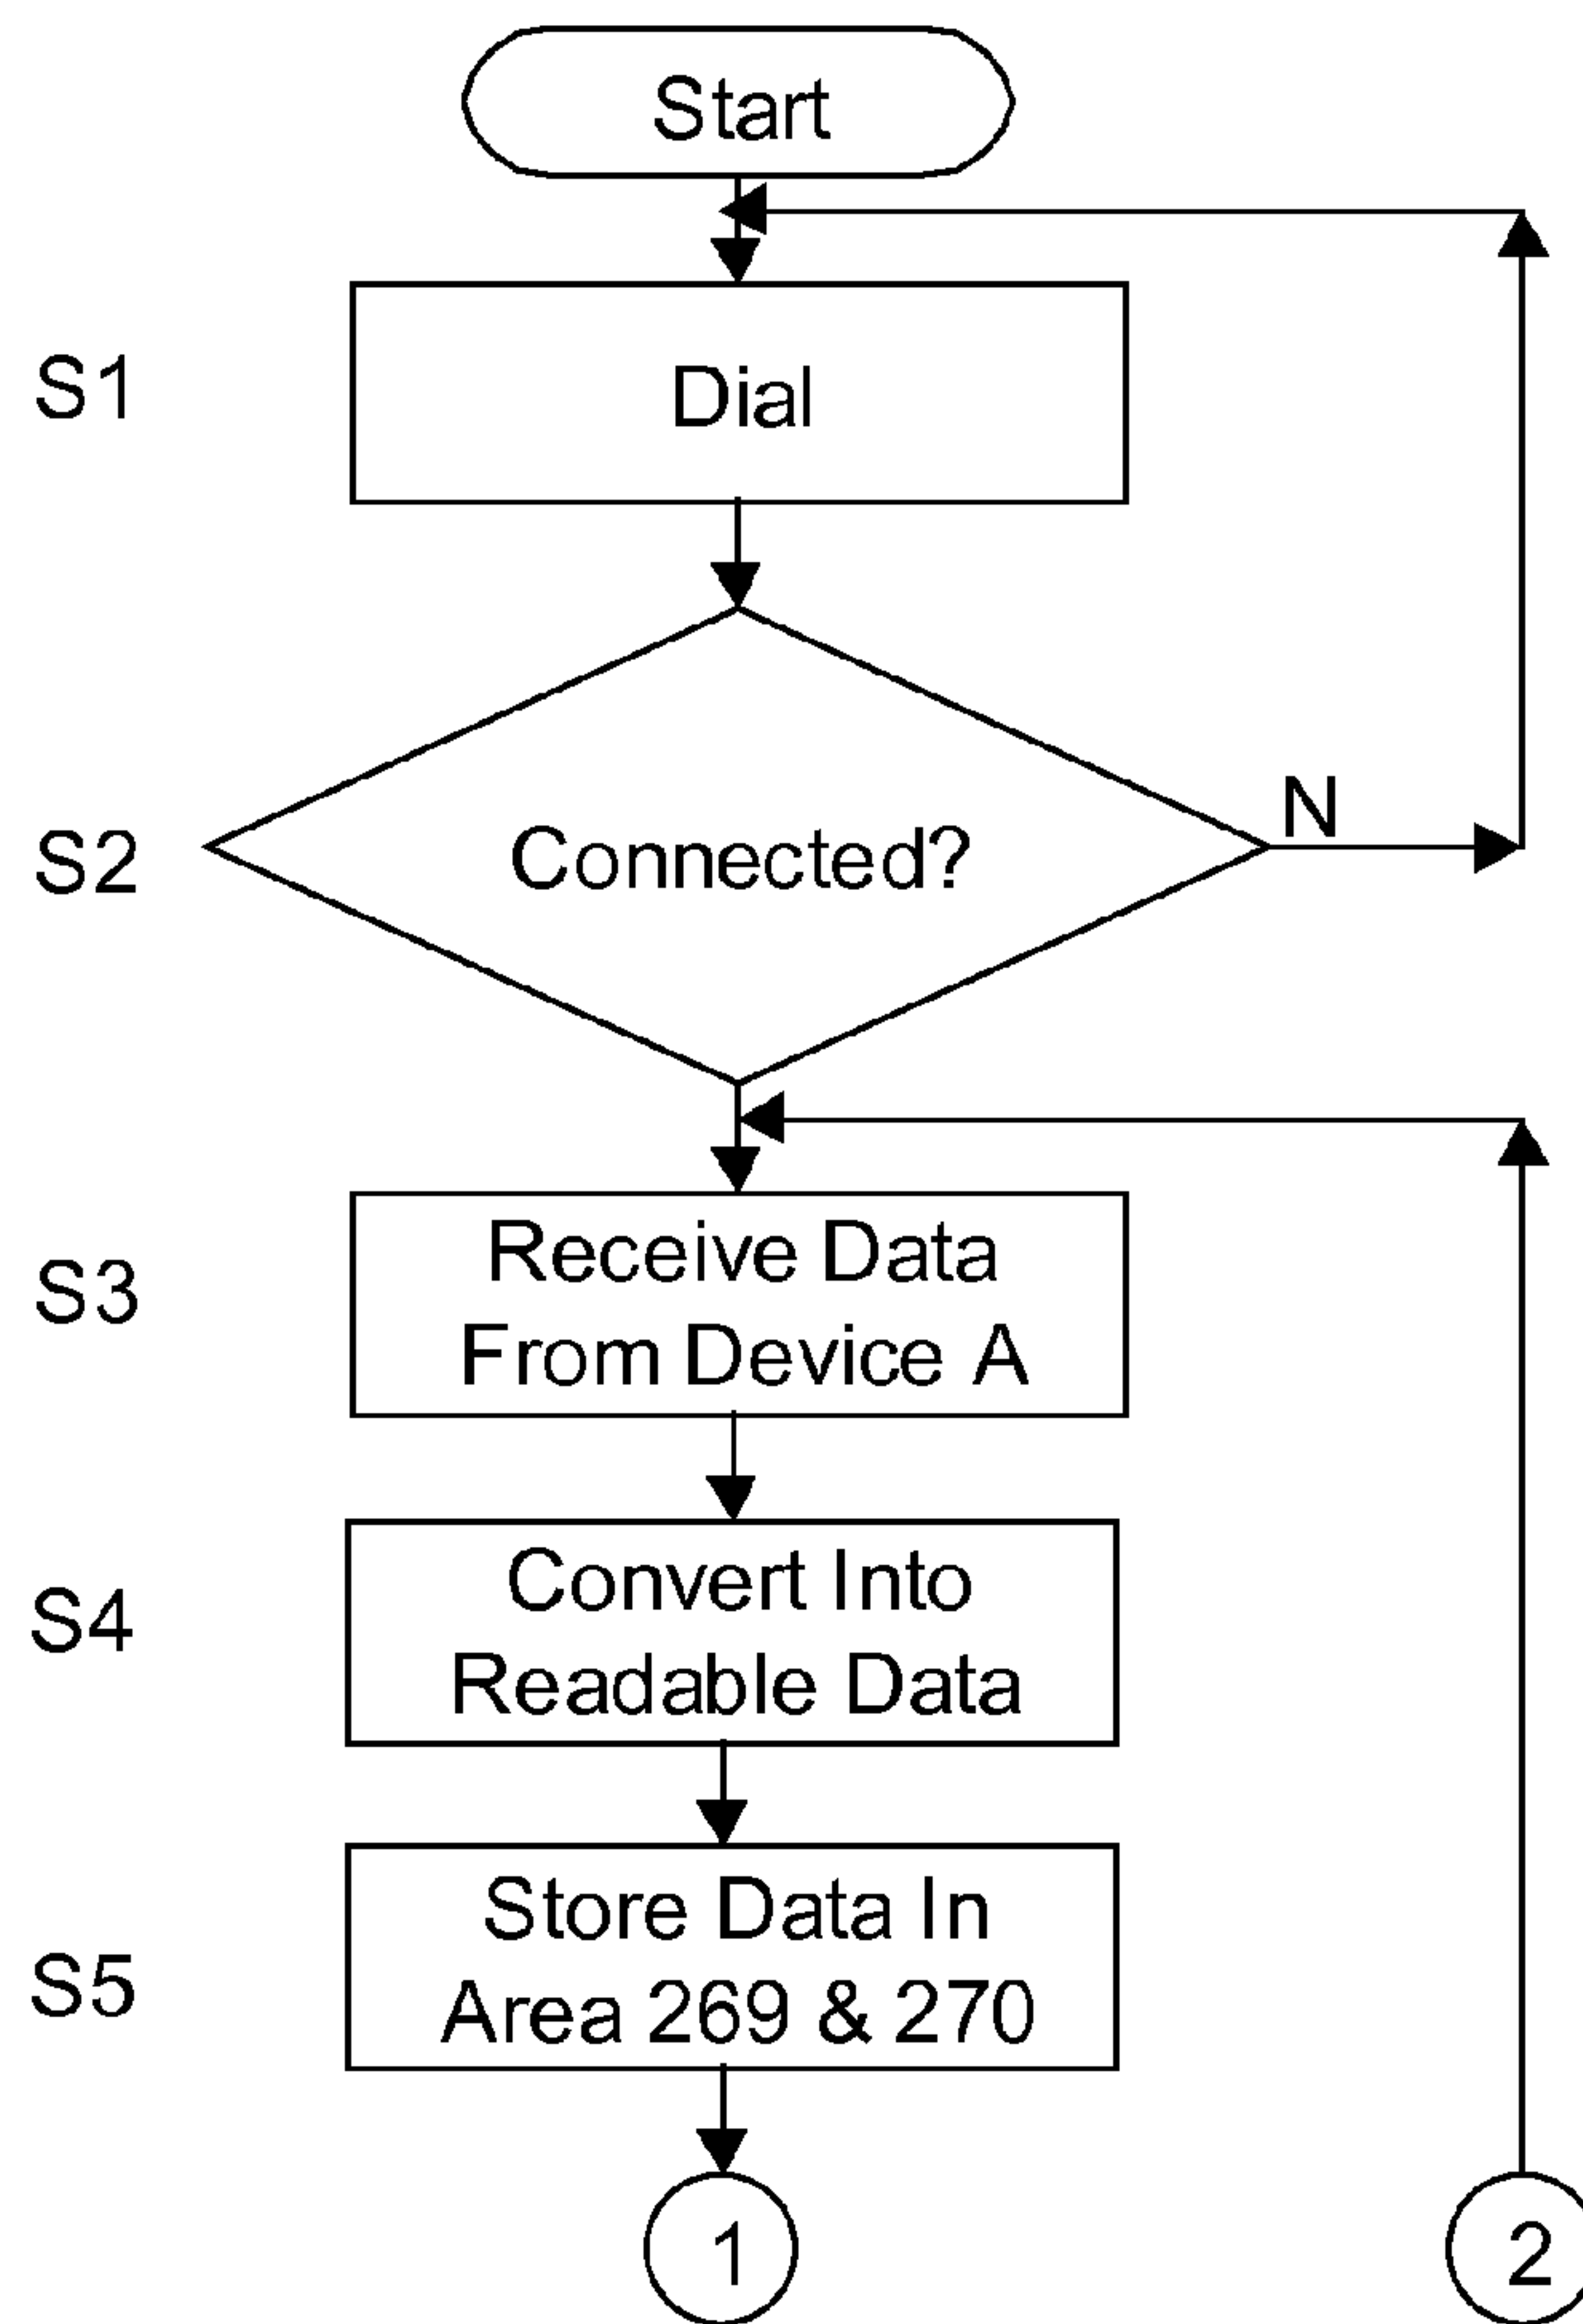 Start
S1
Dial
N
S2
Connected?
S3
Receive Data
From Device A
S4
Convert Into
Readable Data
S5
Store Data In
Area 269 & 270
1
2